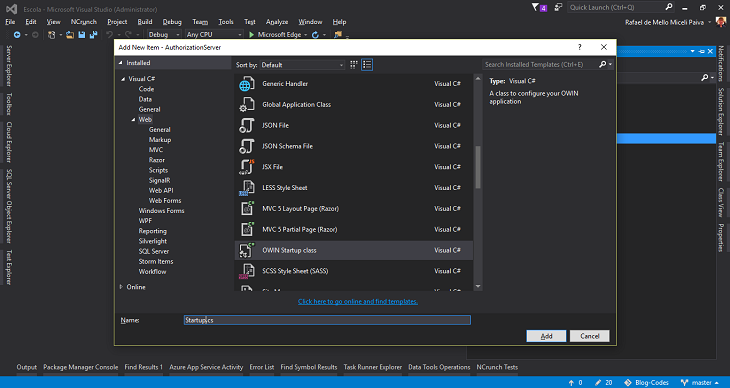 Escola - Microsoft Visual Studio (Administrator)
4
Quick Launch (Ctrl+Q)
File Edit View NCrunch Build Debug Team Tools Test Analyze Window Help
Rafael de Mello Miceli Paiva
Debug Any CPU Microsoft Edge
Add New Item - AuthorizationServer
Installed
Sort by: Default
Search Installed Templates (Ctrl+E)
Visual C#
Code
Data
General
Web
General
Markup
MVC
Razor
Scripts
SignalR
Web API
Web Forms
Windows Forms
WPF
Reporting
Silverlight
SQL Server
Storm Items
Workflow
Online
Generic Handler Visual C#
Global Application Class Visual C#
JSON File Visual C#
JSON Schema File Visual C#
JSX File Visual C#
LESS Style Sheet Visual C#
MVC 5 Layout Page (Razor) Visual C#
MVC 5 Partial Page (Razor) Visual C#
OWIN Startup class Visual C#
SCSS Style Sheet (SASS) Visual C#
Type: Visual C#
A class to configure your OWIN
application
Click here to go online and find templates.
Name: Startup.cs
Add Cancel
Server Explorer
Toolbox
Cloud Explorer
SQL Server Object Explorer
Test Explorer
Notifications
Solution Explorer
Team Explorer
Class View
Properties
Output Package Manager Console Find Results 1 Azure App Service Activity Error List Find Symbol Results Task Runner Explorer Data Tools Operations NCrunch Tests
0 20 Blog-Codes master